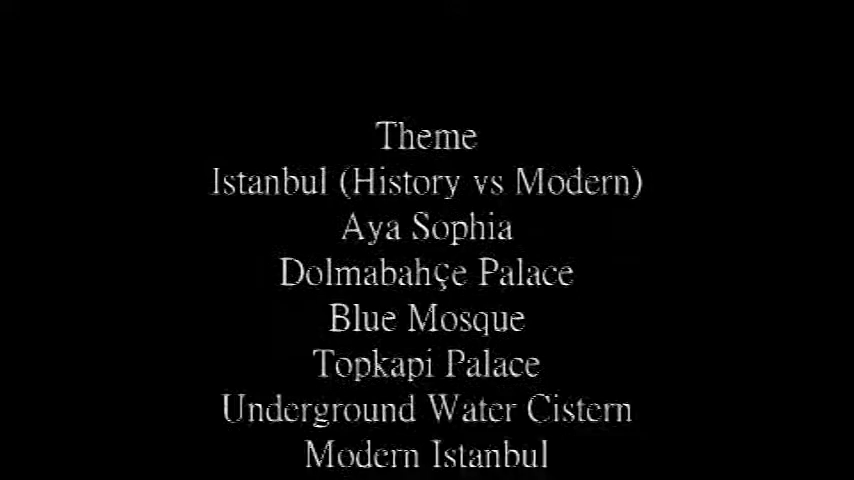 Theme
Istanbul (History vs Modern)
Aya Sophia
Dolmabahçe Palace
Blue Mosque
Topkapi Palace
Underground Water Cistern
Modern Istanbul